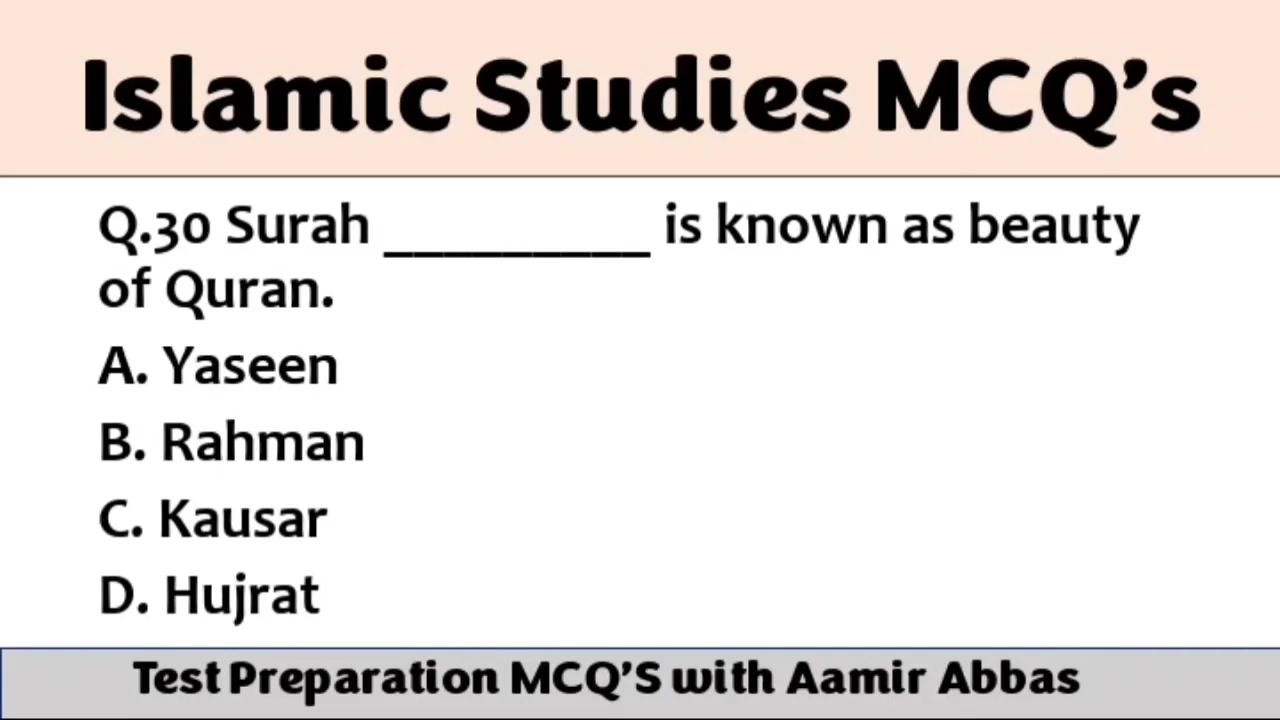 Islamic Studies MCQ’s
Q.30 Surah _________ is known as beauty
of Quran.
A. Yaseen
B. Rahman
C. Kausar
D. Hujrat
Test Preparation MCQ’S with Aamir Abbas